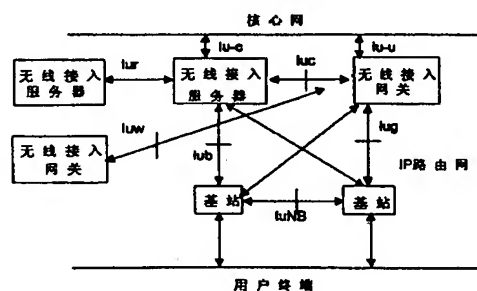 核心网
Iu-c
Iu-u
无线接入
服务器
Iur
无线接入
服务器
Iuc
无线接入
网关
无线接入
网关
Iuw
Iub
Iug
IP路由网
基站
IuNB
基站
用户终端